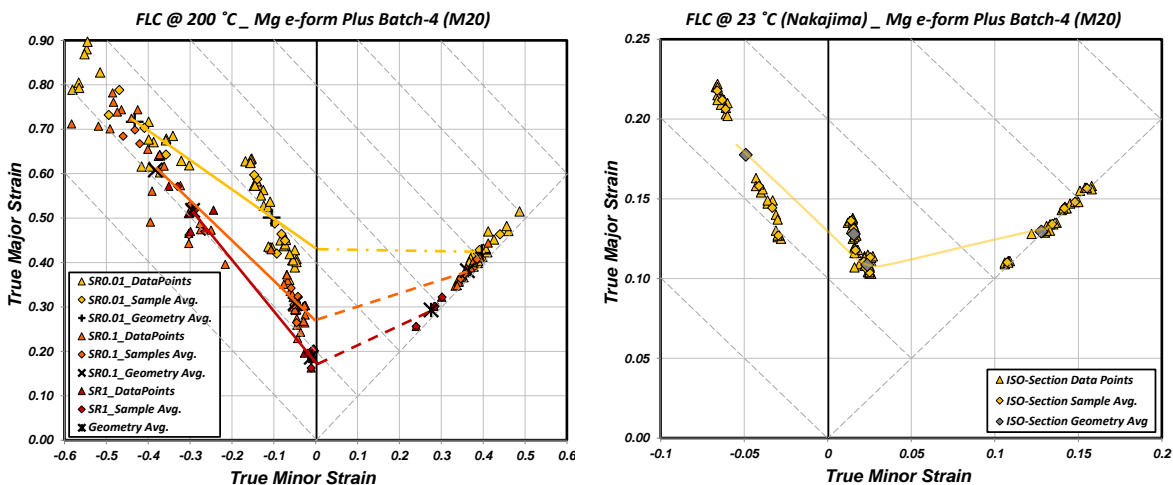 FLC @ 200 ˚C _ Mg e-form Plus Batch-4 (M20)
True Major Strain
0.90
0.80
0.70
0.60
0.50
0.40
0.30
0.20
0.10
0.00
SR0.01_DataPoints
SR0.01_Sample Avg.
SR0.01_Geometry Avg.
SR0.1_DataPoints
SR0.1_Samples Avg.
SR0.1_Geometry Avg.
SR1_DataPoints
SR1_Sample Avg.
Geometry Avg.
-0.6 -0.5 -0.4 -0.3 -0.2 -0.1 0 0.1 0.2 0.3 0.4 0.5 0.6
True Minor Strain
FLC @ 23 ˚C (Nakajima) _ Mg e-form Plus Batch-4 (M20)
True Major Strain
0.25
0.20
0.15
0.10
0.05
0.00
ISO-Section Data Points
ISO-Section Sample Avg.
ISO-Section Geometry Avg
-0.1 -0.05 0 0.05 0.1 0.15 0.2
True Minor Strain